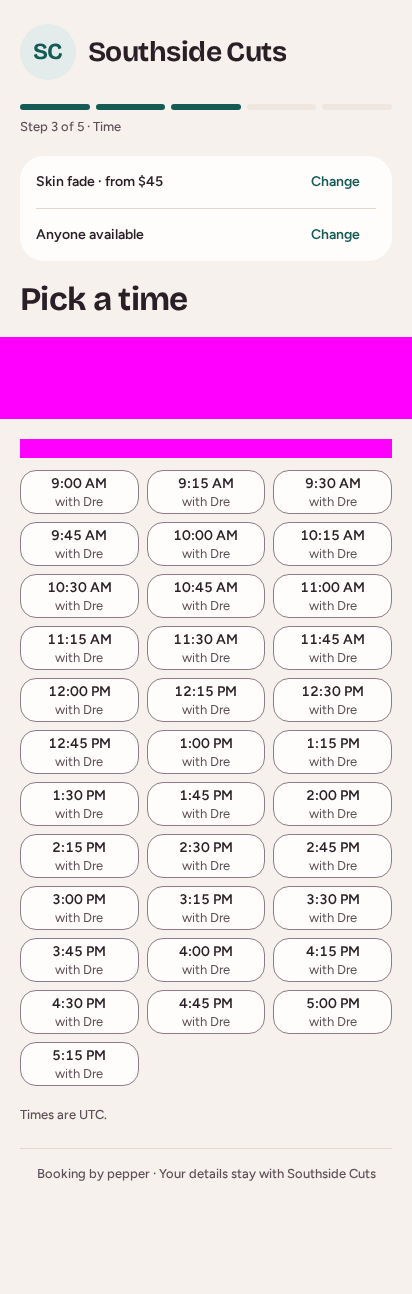 SC
Southside Cuts
Step 3 of 5 · Time
Skin fade · from $45 Change
Anyone available Change
Pick a time
9:00 AM 9:15 AM 9:30 AM
with Dre with Dre with Dre
9:45 AM 10:00 AM 10:15 AM
with Dre with Dre with Dre
10:30 AM 10:45 AM 11:00 AM
with Dre with Dre with Dre
11:15 AM 11:30 AM 11:45 AM
with Dre with Dre with Dre
12:00 PM 12:15 PM 12:30 PM
with Dre with Dre with Dre
12:45 PM 1:00 PM 1:15 PM
with Dre with Dre with Dre
1:30 PM 1:45 PM 2:00 PM
with Dre with Dre with Dre
2:15 PM 2:30 PM 2:45 PM
with Dre with Dre with Dre
3:00 PM 3:15 PM 3:30 PM
with Dre with Dre with Dre
3:45 PM 4:00 PM 4:15 PM
with Dre with Dre with Dre
4:30 PM 4:45 PM 5:00 PM
with Dre with Dre with Dre
5:15 PM
with Dre
Times are UTC.
Booking by pepper · Your details stay with Southside Cuts